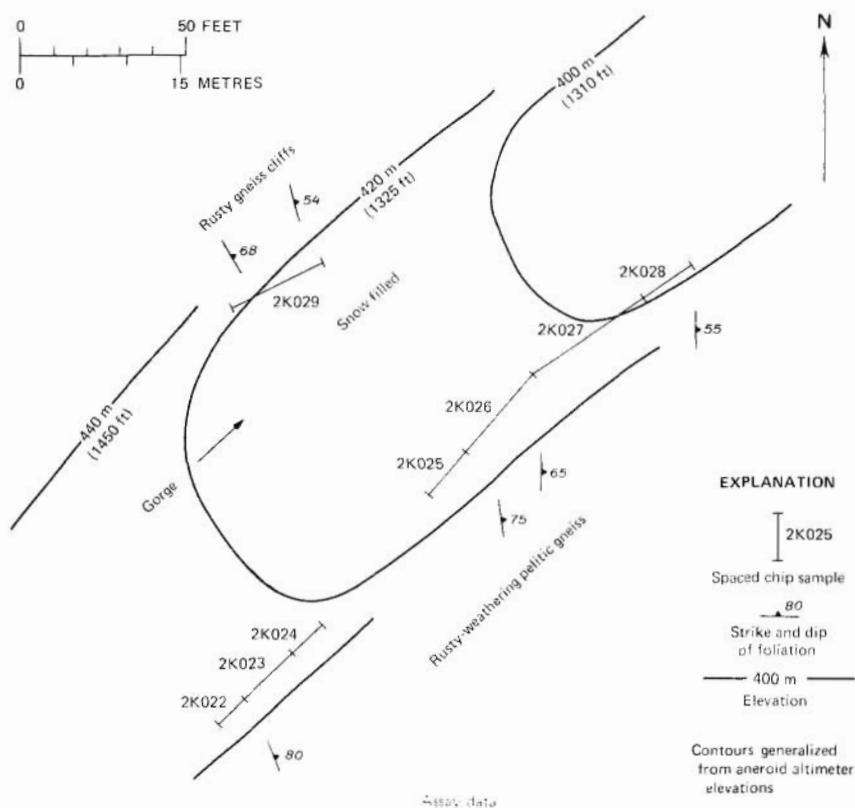 0 50 FEET
0 15 METRES
N
400 m
(1310 ft)
Rusty gneiss cliffs
420 m
(1325 ft)
54
68
2K029
Snow filled
2K028
2K027
55
440 m
(1450 ft)
2K026
2K025
Gorge
65
75
Rusty-weathering pelitic gneiss
2K024
2K023
2K022
80
EXPLANATION
2K025
Spaced chip sample
80
Strike and dip
of foliation
400 m
Elevation
Contours generalized
from aneroid altimeter
elevations
Assay data